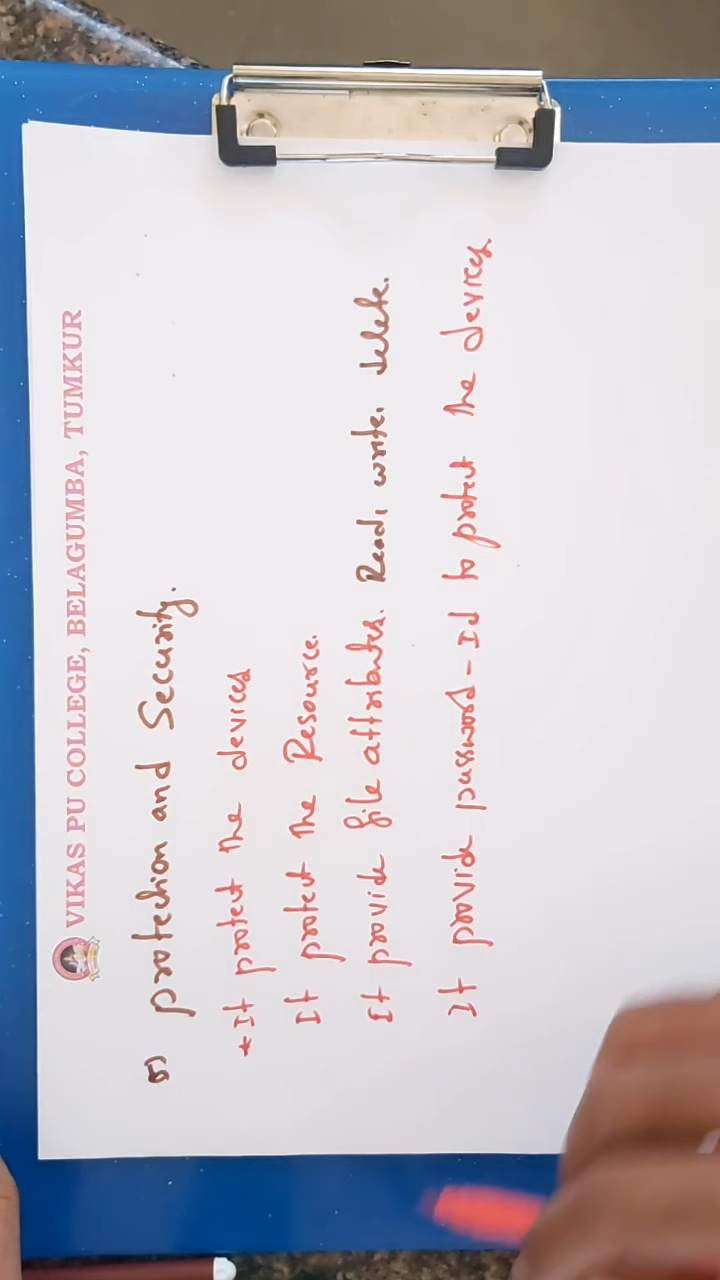 VIKAS PU COLLEGE, BELAGUMBA, TUMKUR
5) protection and Security.
* It protect the devices
It protect the Resource.
It provide file attributes. Read, write, delete.
It provide password - Id to protect the devices.